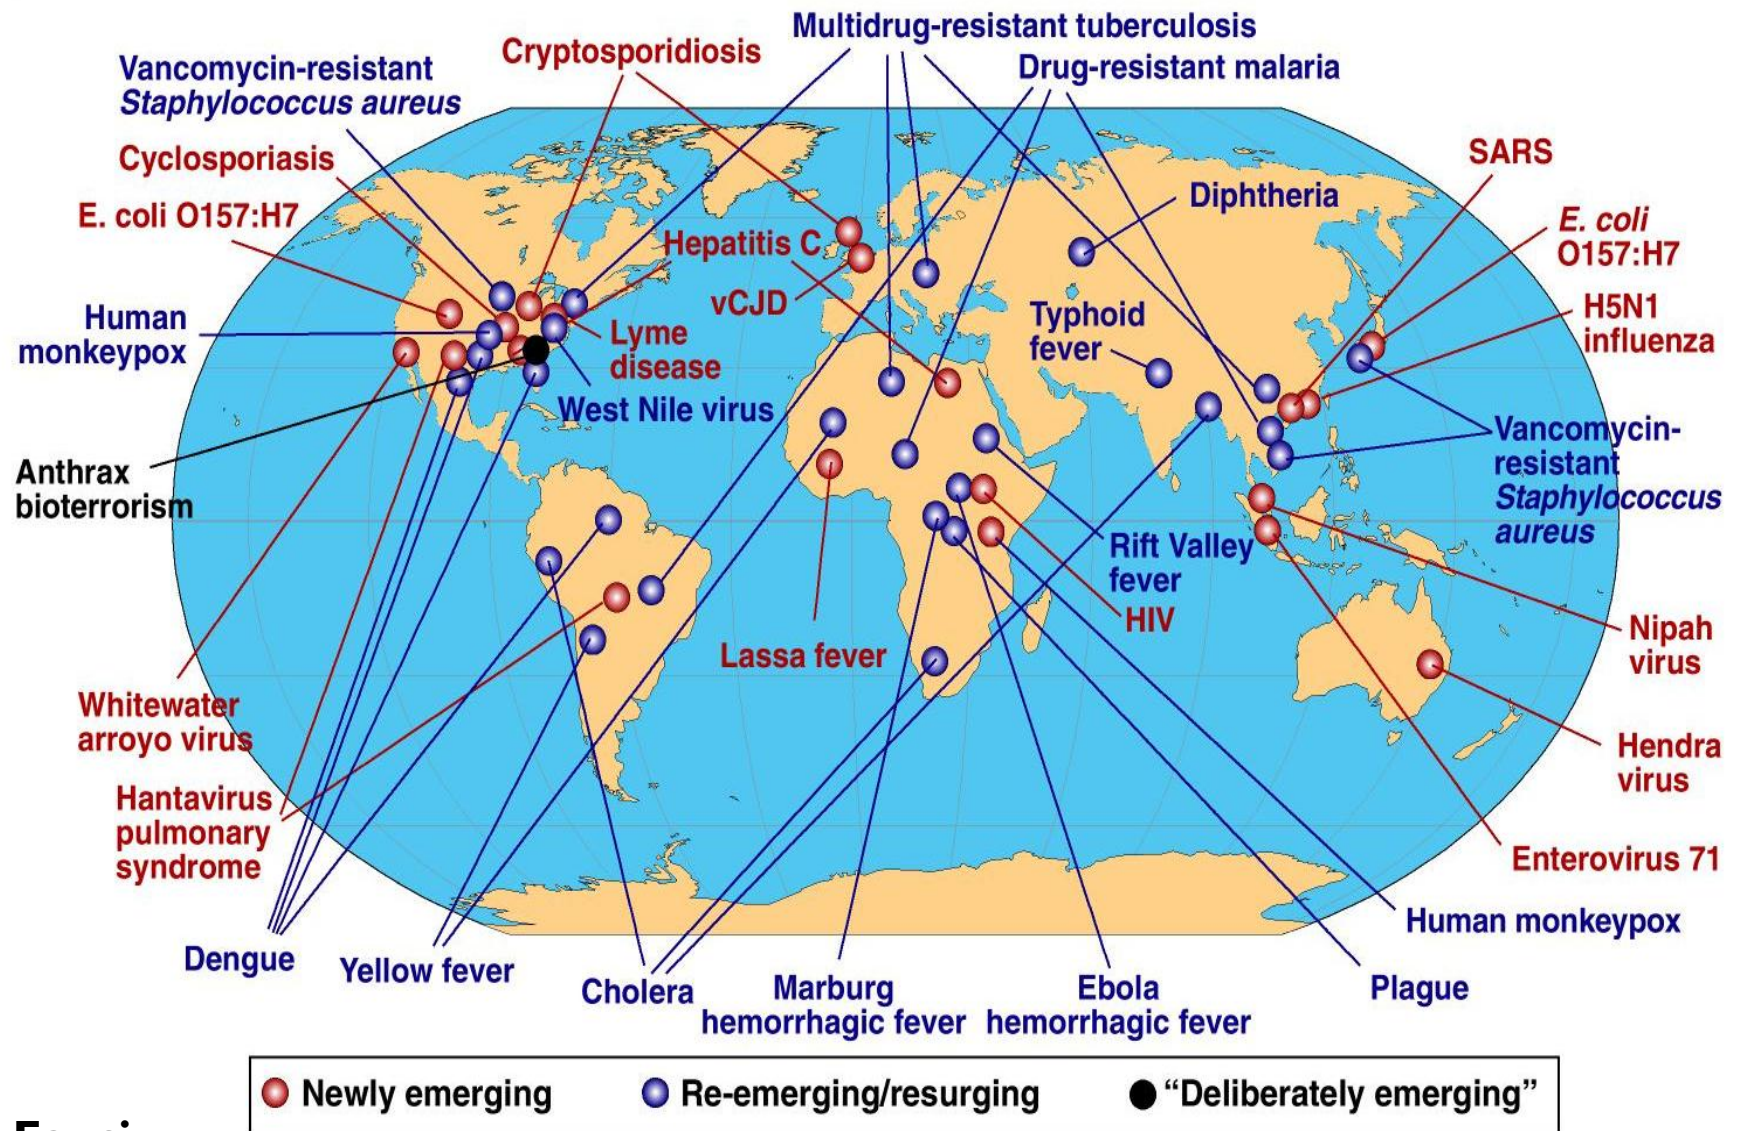 Multidrug-resistant tuberculosis
Cryptosporidiosis
Drug-resistant malaria
Vancomycin-resistant
Staphylococcus aureus
Cyclosporiasis
SARS
Diphtheria
E. coli O157:H7
E. coli
O157:H7
Hepatitis C
vCJD
H5N1
influenza
Human
monkeypox
Lyme
disease
Typhoid
fever
West Nile virus
Vancomycin-
resistant
Staphylococcus
aureus
Anthrax
bioterrorism
Rift Valley
fever
HIV
Lassa fever
Nipah
virus
Whitewater
arroyo virus
Hendra
virus
Hantavirus
pulmonary
syndrome
Enterovirus 71
Human monkeypox
Dengue
Yellow fever
Cholera
Marburg
hemorrhagic fever
Ebola
hemorrhagic fever
Plague
Newly emerging
Re-emerging/resurging
“Deliberately emerging”